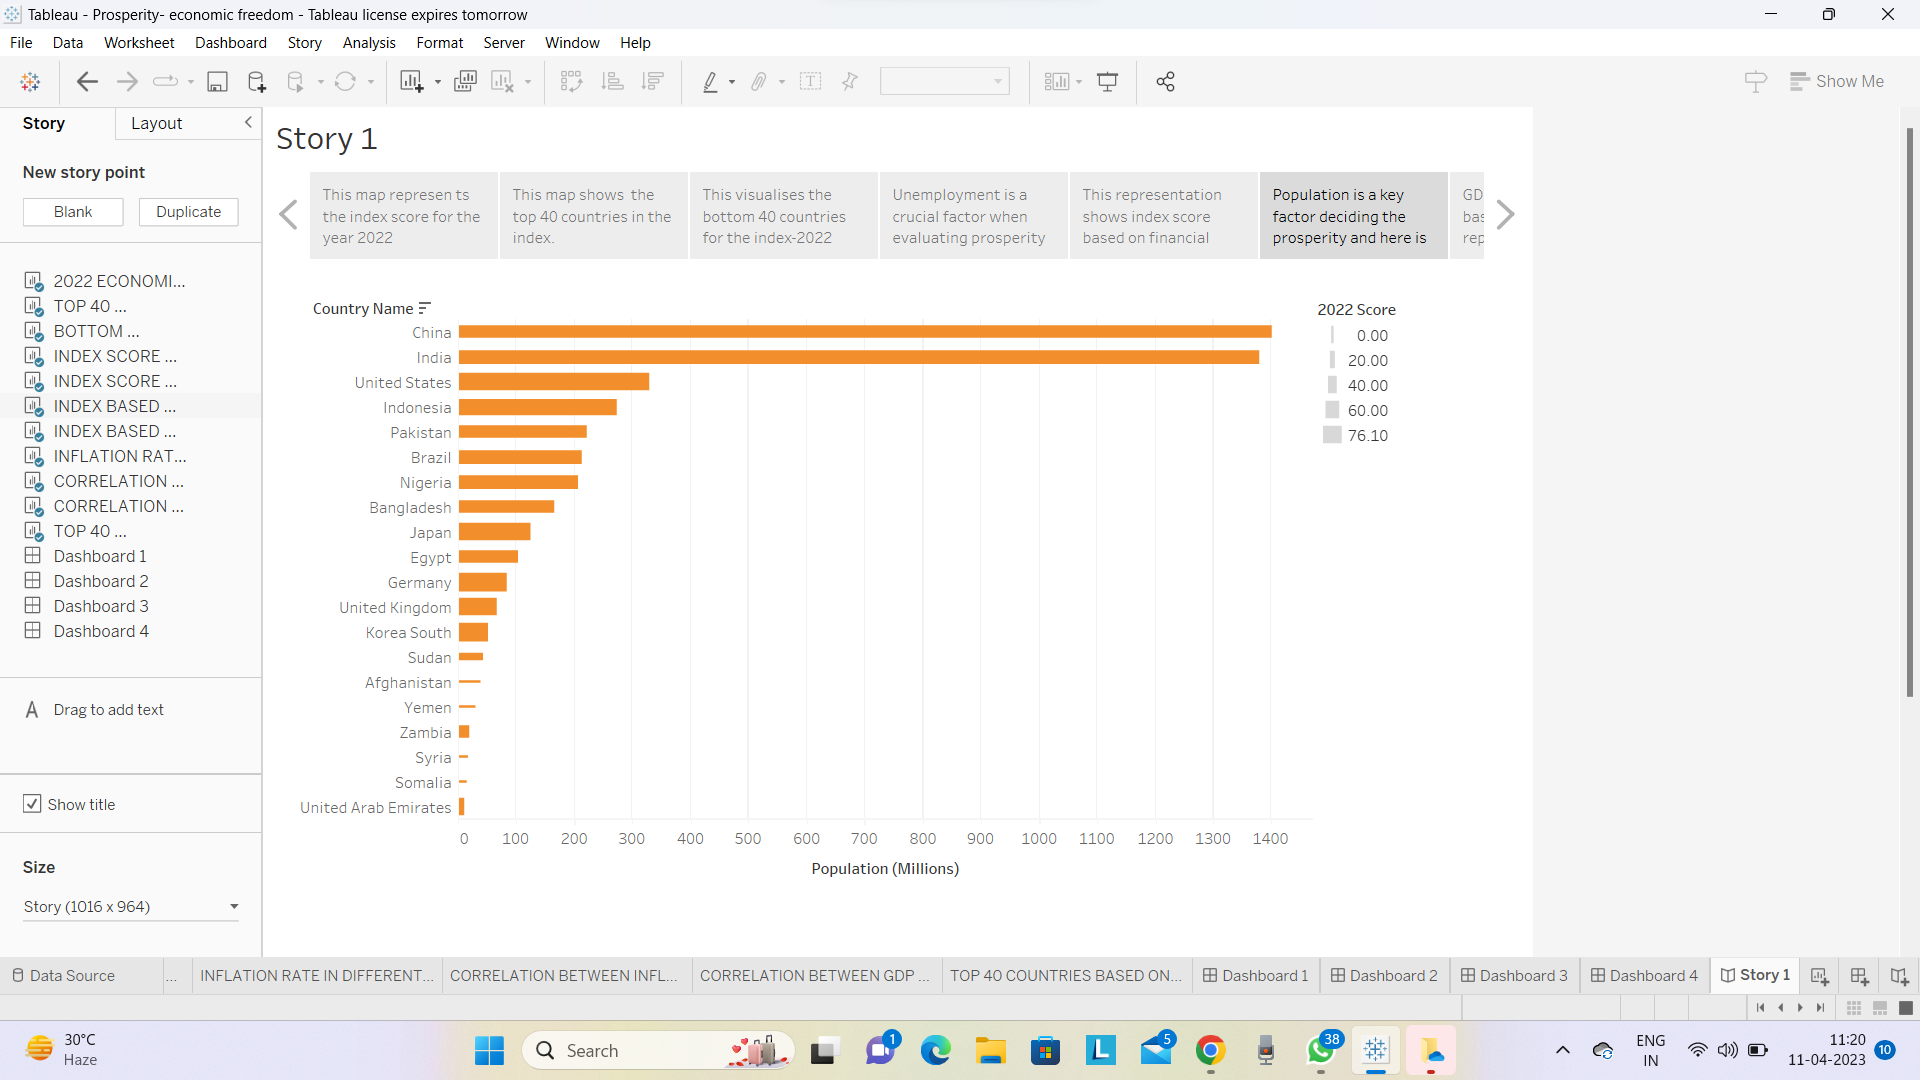 Tableau - Prosperity- economic freedom - Tableau license expires tomorrow
File Data Worksheet Dashboard Story Analysis Format Server Window Help
Show Me
Story Layout
New story point
Blank Duplicate
2022 ECONOMI...
TOP 40 ...
BOTTOM ...
INDEX SCORE ...
INDEX SCORE ...
INDEX BASED ...
INDEX BASED ...
INFLATION RAT...
CORRELATION ...
CORRELATION ...
TOP 40 ...
Dashboard 1
Dashboard 2
Dashboard 3
Dashboard 4
A Drag to add text
Show title
Size
Story (1016 x 964)
Story 1
This map represen ts
the index score for the
year 2022
This map shows the
top 40 countries in the
index.
This visualises the
bottom 40 countries
for the index-2022
Unemployment is a
crucial factor when
evaluating prosperity
This representation
shows index score
based on financial
Population is a key
factor deciding the
prosperity and here is
GD
bas
rep
Country Name
China
India
United States
Indonesia
Pakistan
Brazil
Nigeria
Bangladesh
Japan
Egypt
Germany
United Kingdom
Korea South
Sudan
Afghanistan
Yemen
Zambia
Syria
Somalia
United Arab Emirates
0 100 200 300 400 500 600 700 800 900 1000 1100 1200 1300 1400
Population (Millions)
2022 Score
0.00
20.00
40.00
60.00
76.10
Data Source ... INFLATION RATE IN DIFFERENT... CORRELATION BETWEEN INFL... CORRELATION BETWEEN GDP ... TOP 40 COUNTRIES BASED ON... Dashboard 1 Dashboard 2 Dashboard 3 Dashboard 4 Story 1
30°C
Haze
Search
1
L
5
38
ENG
IN
11:20
11-04-2023
10